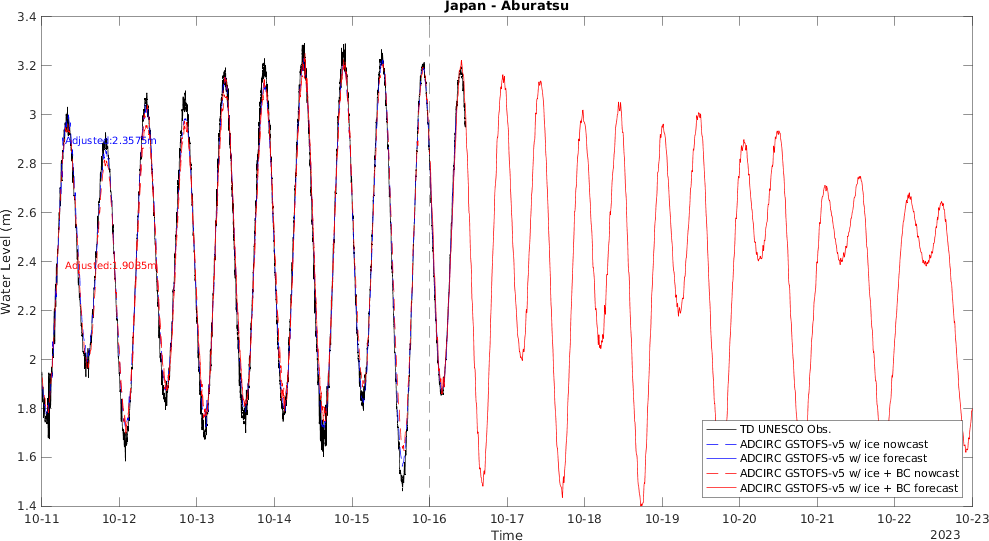 Japan - Aburatsu
3.4
3.2
3
2.8
2.6
2.4
2.2
2
1.8
1.6
1.4
Water Level (m)
Adjusted:2.3575m
Adjusted:1.9085m
TD UNESCO Obs.
ADCIRC GSTOFS-v5 w/ ice nowcast
ADCIRC GSTOFS-v5 w/ ice forecast
ADCIRC GSTOFS-v5 w/ ice + BC nowcast
ADCIRC GSTOFS-v5 w/ ice + BC forecast
10-11 10-12 10-13 10-14 10-15 10-16 10-17 10-18 10-19 10-20 10-21 10-22 10-23
Time
2023